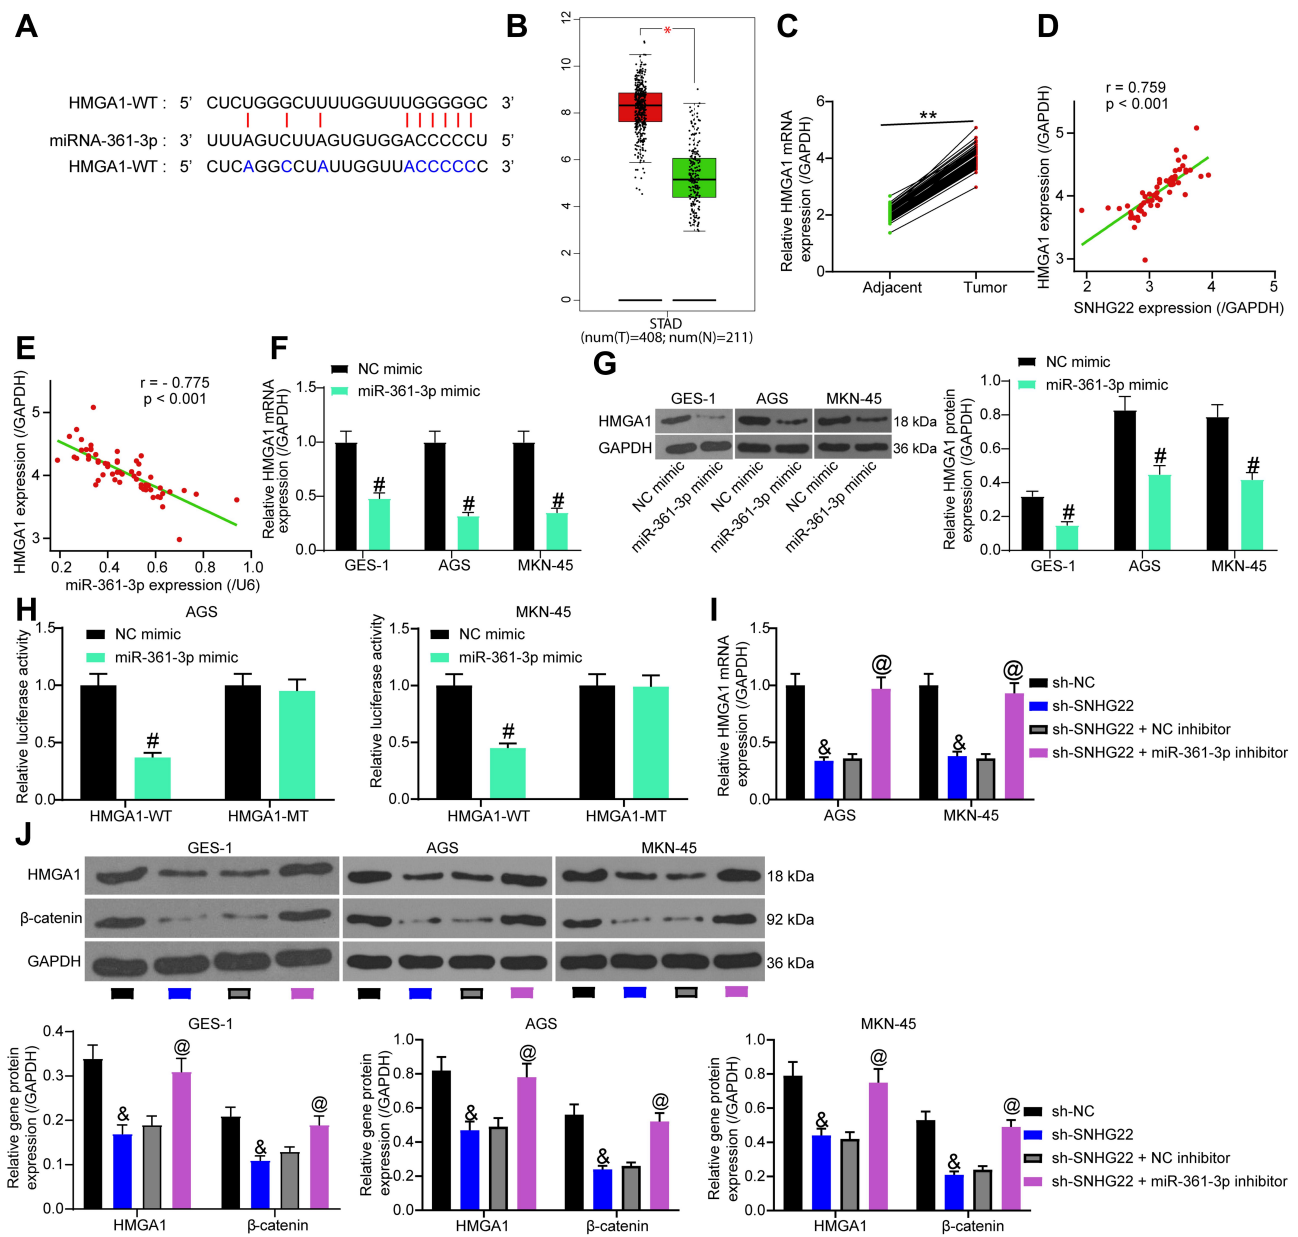 A
HMGA1-WT : 5’ CUCUGGGCUUUUGGUUUGGGGGC 3’
miRNA-361-3p : 3’ UUUAGUCUUAGUGUGGACCCCCU 5’
HMGA1-WT : 5’ CUCAGGCCUAUUGGUUACCCCCC 3’
B
12
10
8
6
4
2
0
*
STAD
(num(T)=408; num(N)=211)
C
Relative HMGA1 mRNA
expression (/GAPDH)
6
4
2
0
**
Adjacent Tumor
D
r = 0.759
p < 0.001
HMGA1 expression (/GAPDH)
5
4
3
2 3 4 5
SNHG22 expression (/GAPDH)
E
r = - 0.775
p < 0.001
HMGA1 expression (/GAPDH)
5
4
3
0.2 0.4 0.6 0.8 1.0
miR-361-3p expression (/U6)
F
NC mimic
miR-361-3p mimic
Relative HMGA1 mRNA
expression (/GAPDH)
1.5
1.0
0.5
0.0
# # #
GES-1 AGS MKN-45
G
GES-1 AGS MKN-45
HMGA1 18 kDa
GAPDH 36 kDa
NC mimic
miR-361-3p mimic
NC mimic
miR-361-3p mimic
NC mimic
miR-361-3p mimic
NC mimic
miR-361-3p mimic
Relative HMGA1 protein
expression (/GAPDH)
1.0
0.8
0.6
0.4
0.2
0.0
# # #
GES-1 AGS MKN-45
H
AGS
NC mimic
miR-361-3p mimic
Relative luciferase activity
1.5
1.0
0.5
0.0
#
HMGA1-WT HMGA1-MT
MKN-45
NC mimic
miR-361-3p mimic
Relative luciferase activity
1.5
1.0
0.5
0.0
#
HMGA1-WT HMGA1-MT
I
Relative HMGA1 mRNA
expression (/GAPDH)
1.5
1.0
0.5
0.0
& @ & @
AGS MKN-45
sh-NC
sh-SNHG22
sh-SNHG22 + NC inhibitor
sh-SNHG22 + miR-361-3p inhibitor
J
GES-1 AGS MKN-45
HMGA1 18 kDa
β-catenin 92 kDa
GAPDH 36 kDa
GES-1
Relative gene protein
expression (/GAPDH)
0.4
0.3
0.2
0.1
0.0
& @ & @
HMGA1 β-catenin
AGS
Relative gene protein
expression (/GAPDH)
1.0
0.8
0.6
0.4
0.2
0.0
& @ & @
HMGA1 β-catenin
MKN-45
Relative gene protein
expression (/GAPDH)
1.0
0.8
0.6
0.4
0.2
0.0
& @ & @
HMGA1 β-catenin
sh-NC
sh-SNHG22
sh-SNHG22 + NC inhibitor
sh-SNHG22 + miR-361-3p inhibitor